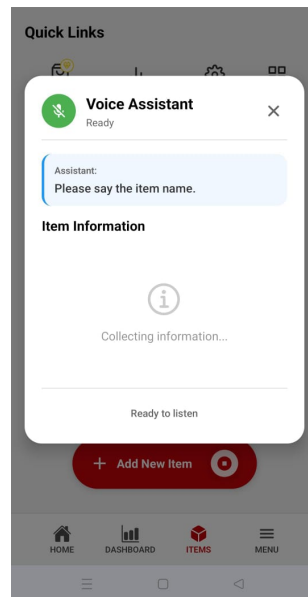 Quick Links
Voice Assistant
Ready
Assistant:
Please say the item name.
Item Information
Collecting information...
Ready to listen
+ Add New Item
HOME
DASHBOARD
ITEMS
MENU